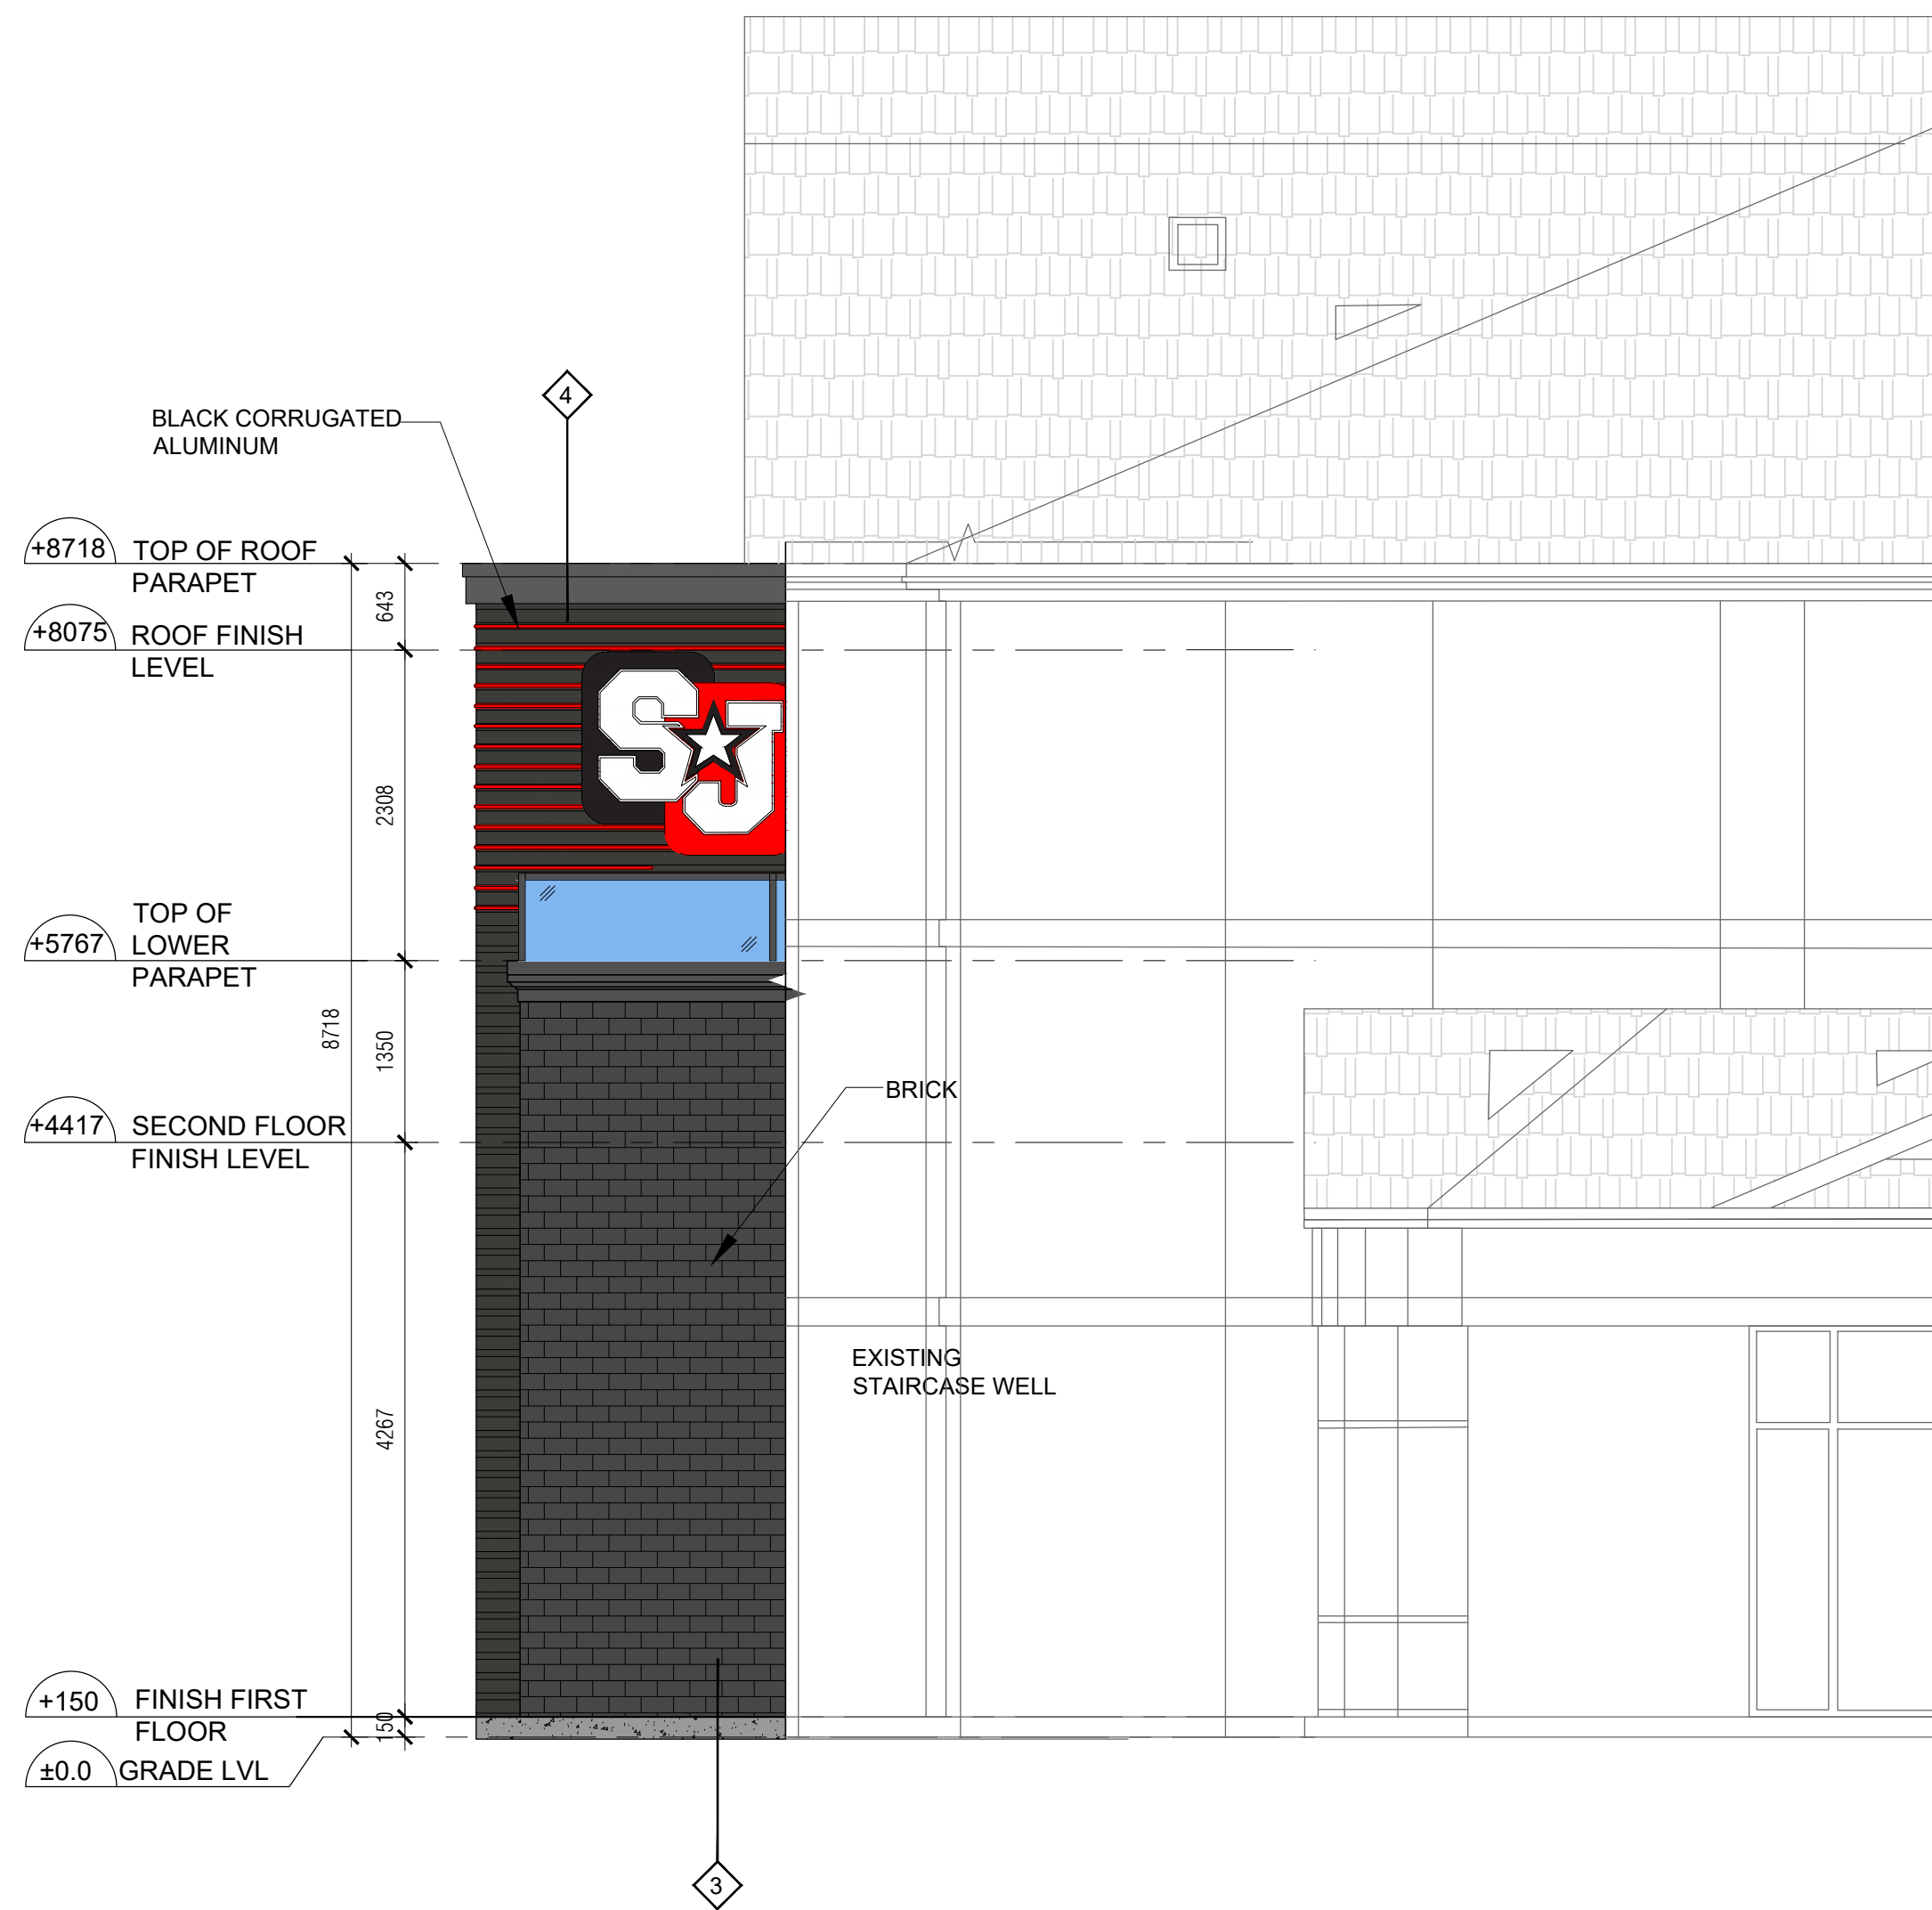 4
BLACK CORRUGATED
ALUMINUM
+8718 TOP OF ROOF
PARAPET
643
+8075 ROOF FINISH
LEVEL
SJ
2308
TOP OF
+5767 LOWER
PARAPET
8718
1350
BRICK
+4417 SECOND FLOOR
FINISH LEVEL
EXISTING
STAIRCASE WELL
4267
+150 FINISH FIRST
FLOOR
150
±0.0 GRADE LVL
3